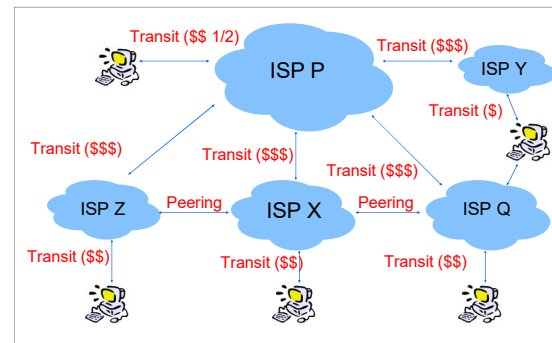 Transit ($$ 1/2)
ISP P
Transit ($$$)
ISP Y
Transit ($)
Transit ($$$)
Transit ($$$)
Transit ($$$)
ISP Z
Peering
ISP X
Peering
ISP Q
Transit ($$)
Transit ($$)
Transit ($$)